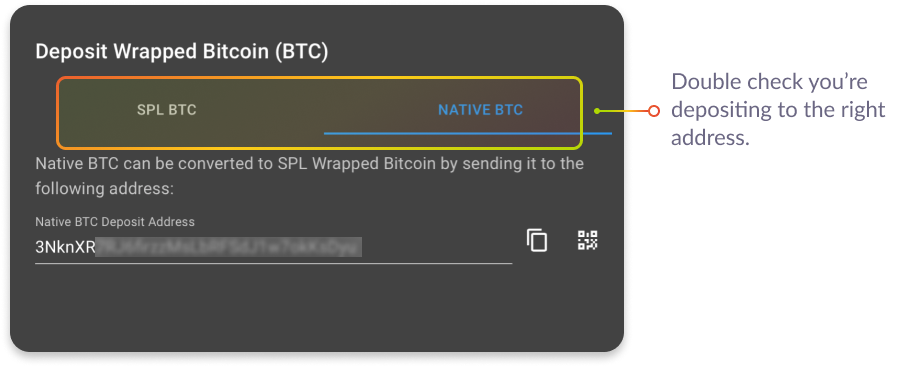 Deposit Wrapped Bitcoin (BTC)
SPL BTC
NATIVE BTC
Double check you're
depositing to the right
address.
Native BTC can be converted to SPL Wrapped Bitcoin by sending it to the
following address:
Native BTC Deposit Address
3NknXR